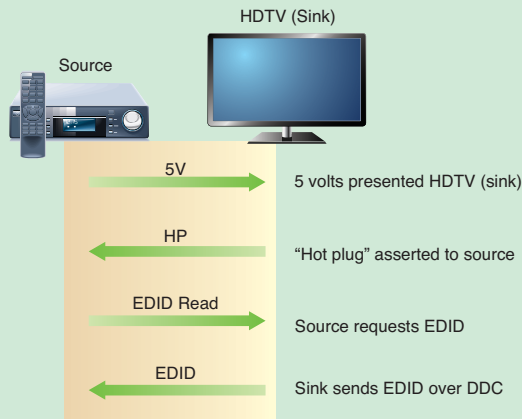 HDTV (Sink)
Source
5V
5 volts presented HDTV (sink)
HP
“Hot plug” asserted to source
EDID Read
Source requests EDID
EDID
Sink sends EDID over DDC